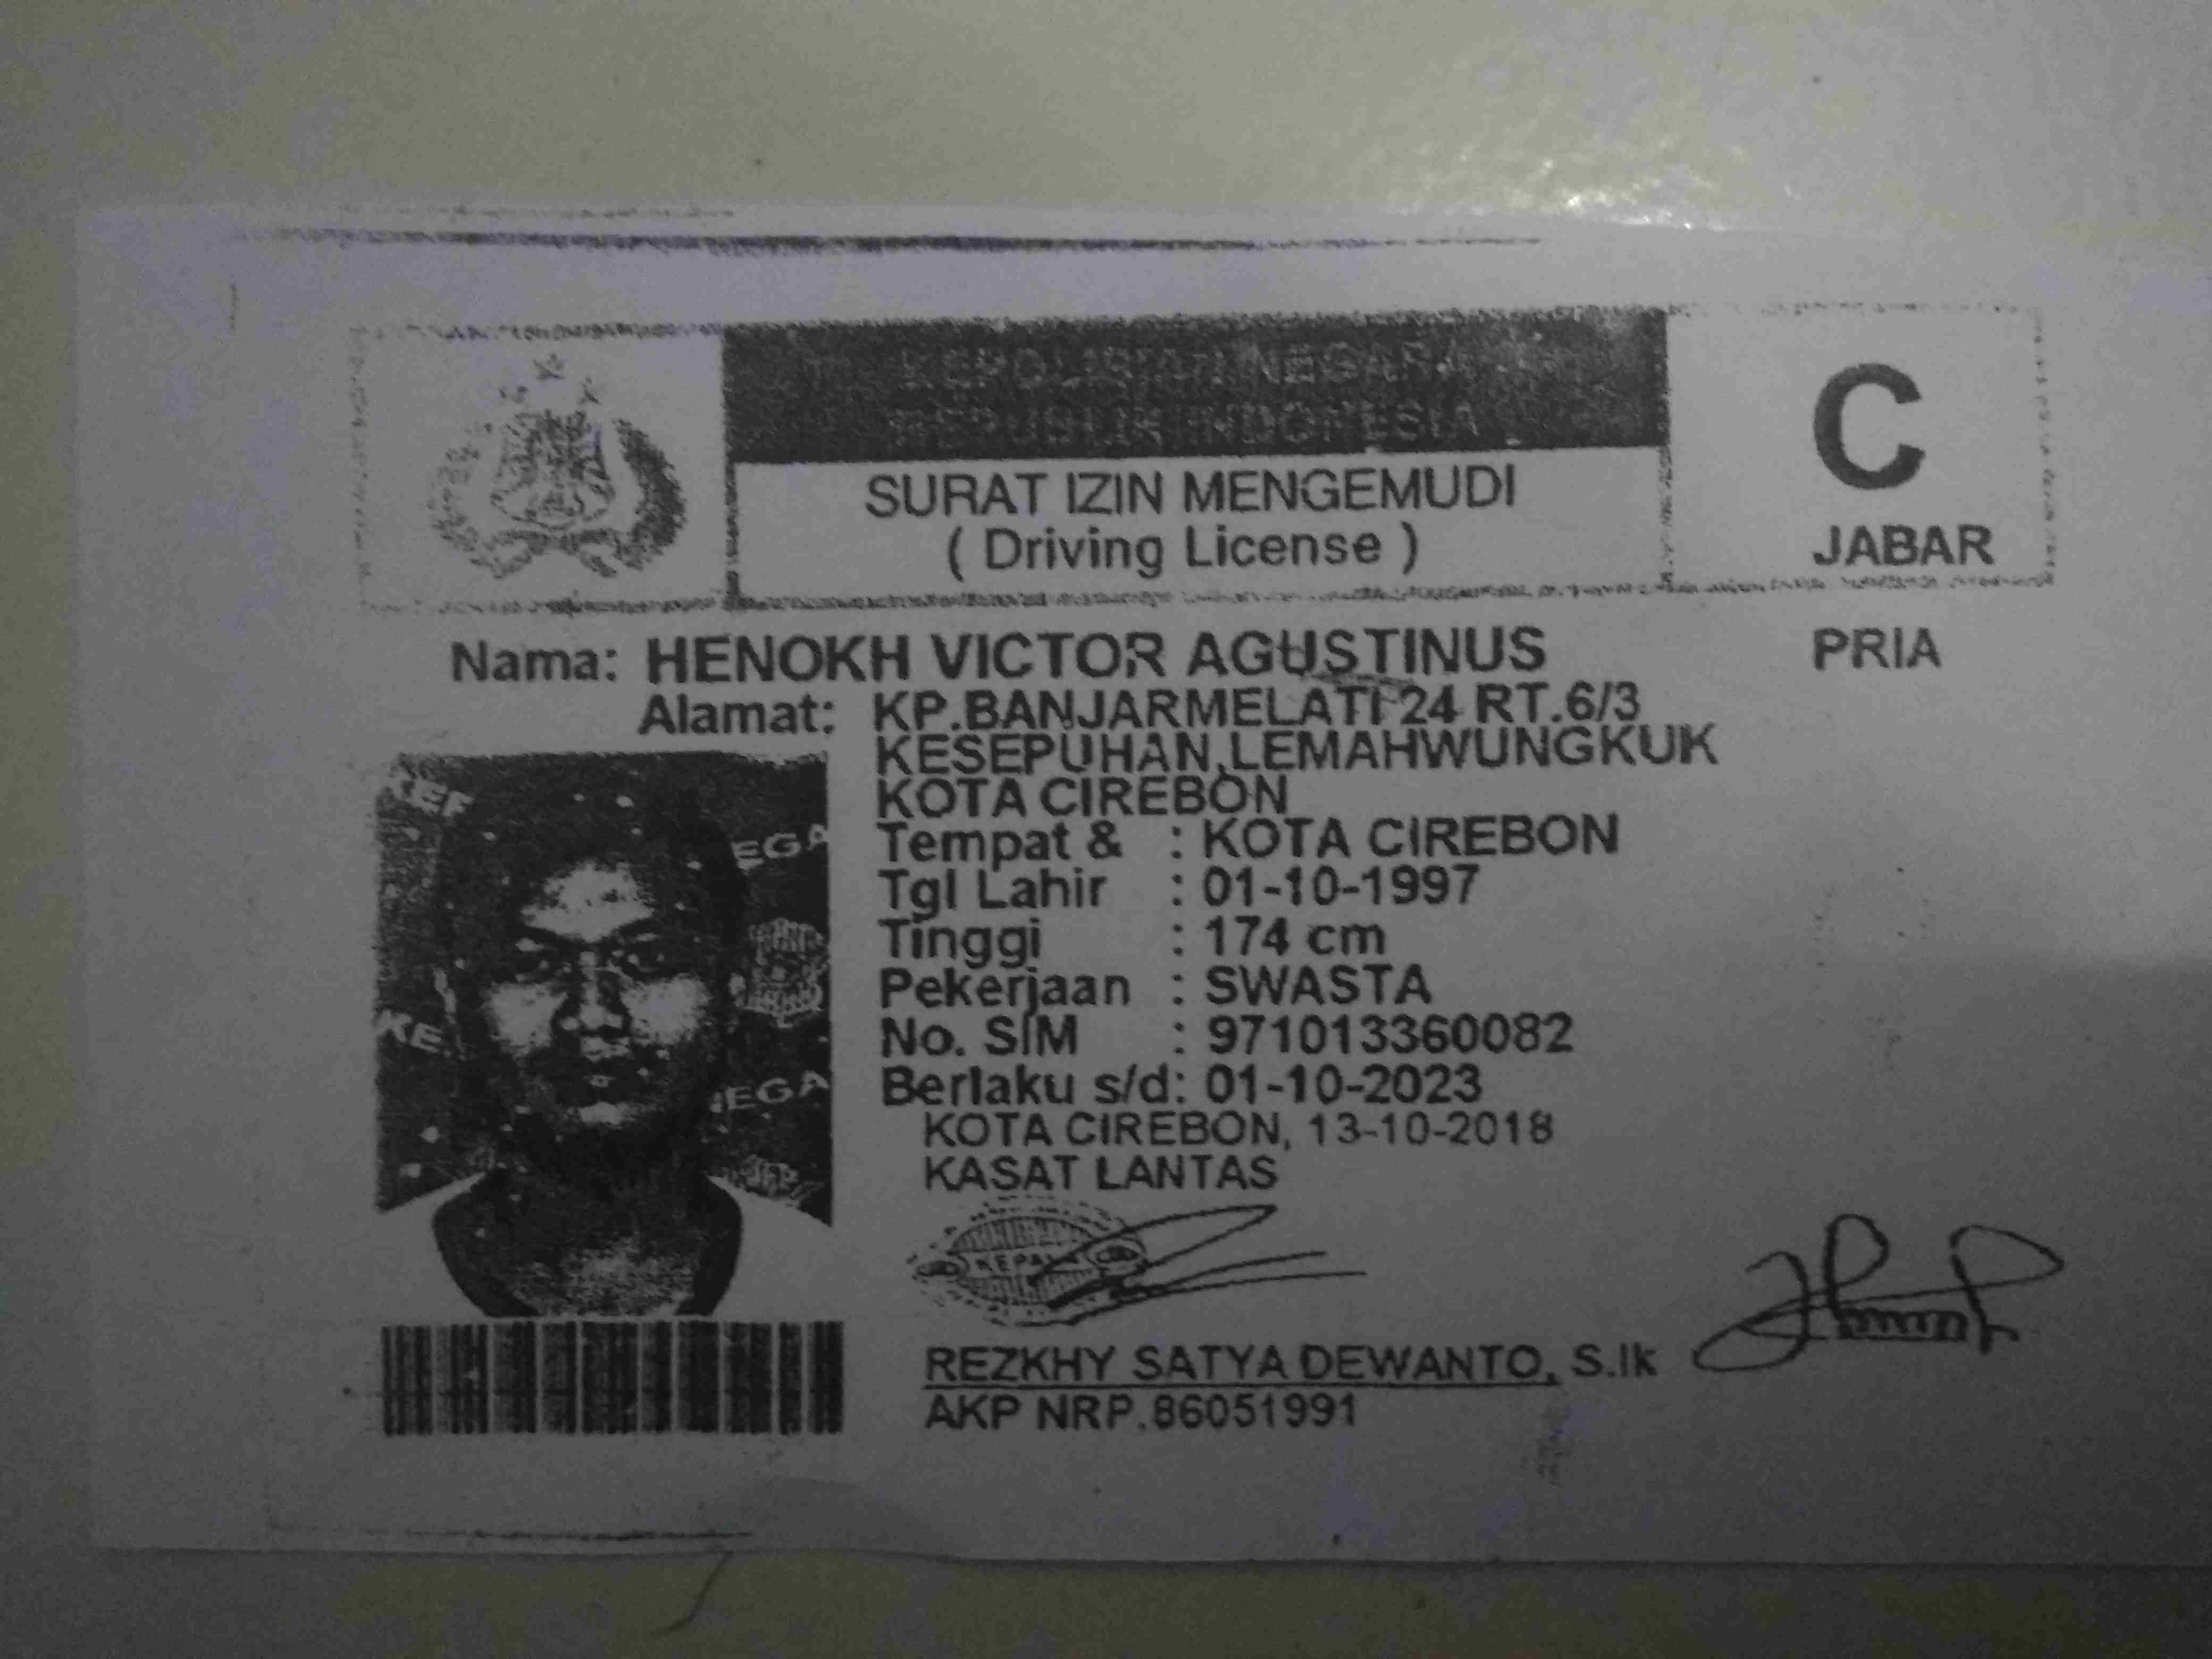 KEPOLISIAN NEGARA
REPUBLIK INDONESIA
SURAT IZIN MENGEMUDI
( Driving License )
C
JABAR
Nama: HENOKH VICTOR AGUSTINUS
PRIA
Alamat: KP.BANJARMELATI 24 RT.6/3
KESEPUHAN,LEMAHWUNGKUK
KOTA CIREBON
Tempat & : KOTA CIREBON
Tgl Lahir : 01-10-1997
Tinggi : 174 cm
Pekerjaan : SWASTA
No. SIM : 971013360082
Berlaku s/d: 01-10-2023
KOTA CIREBON, 13-10-2018
KASAT LANTAS
KEPALA
REZKHY SATYA DEWANTO, S.Ik
AKP NRP.86051991